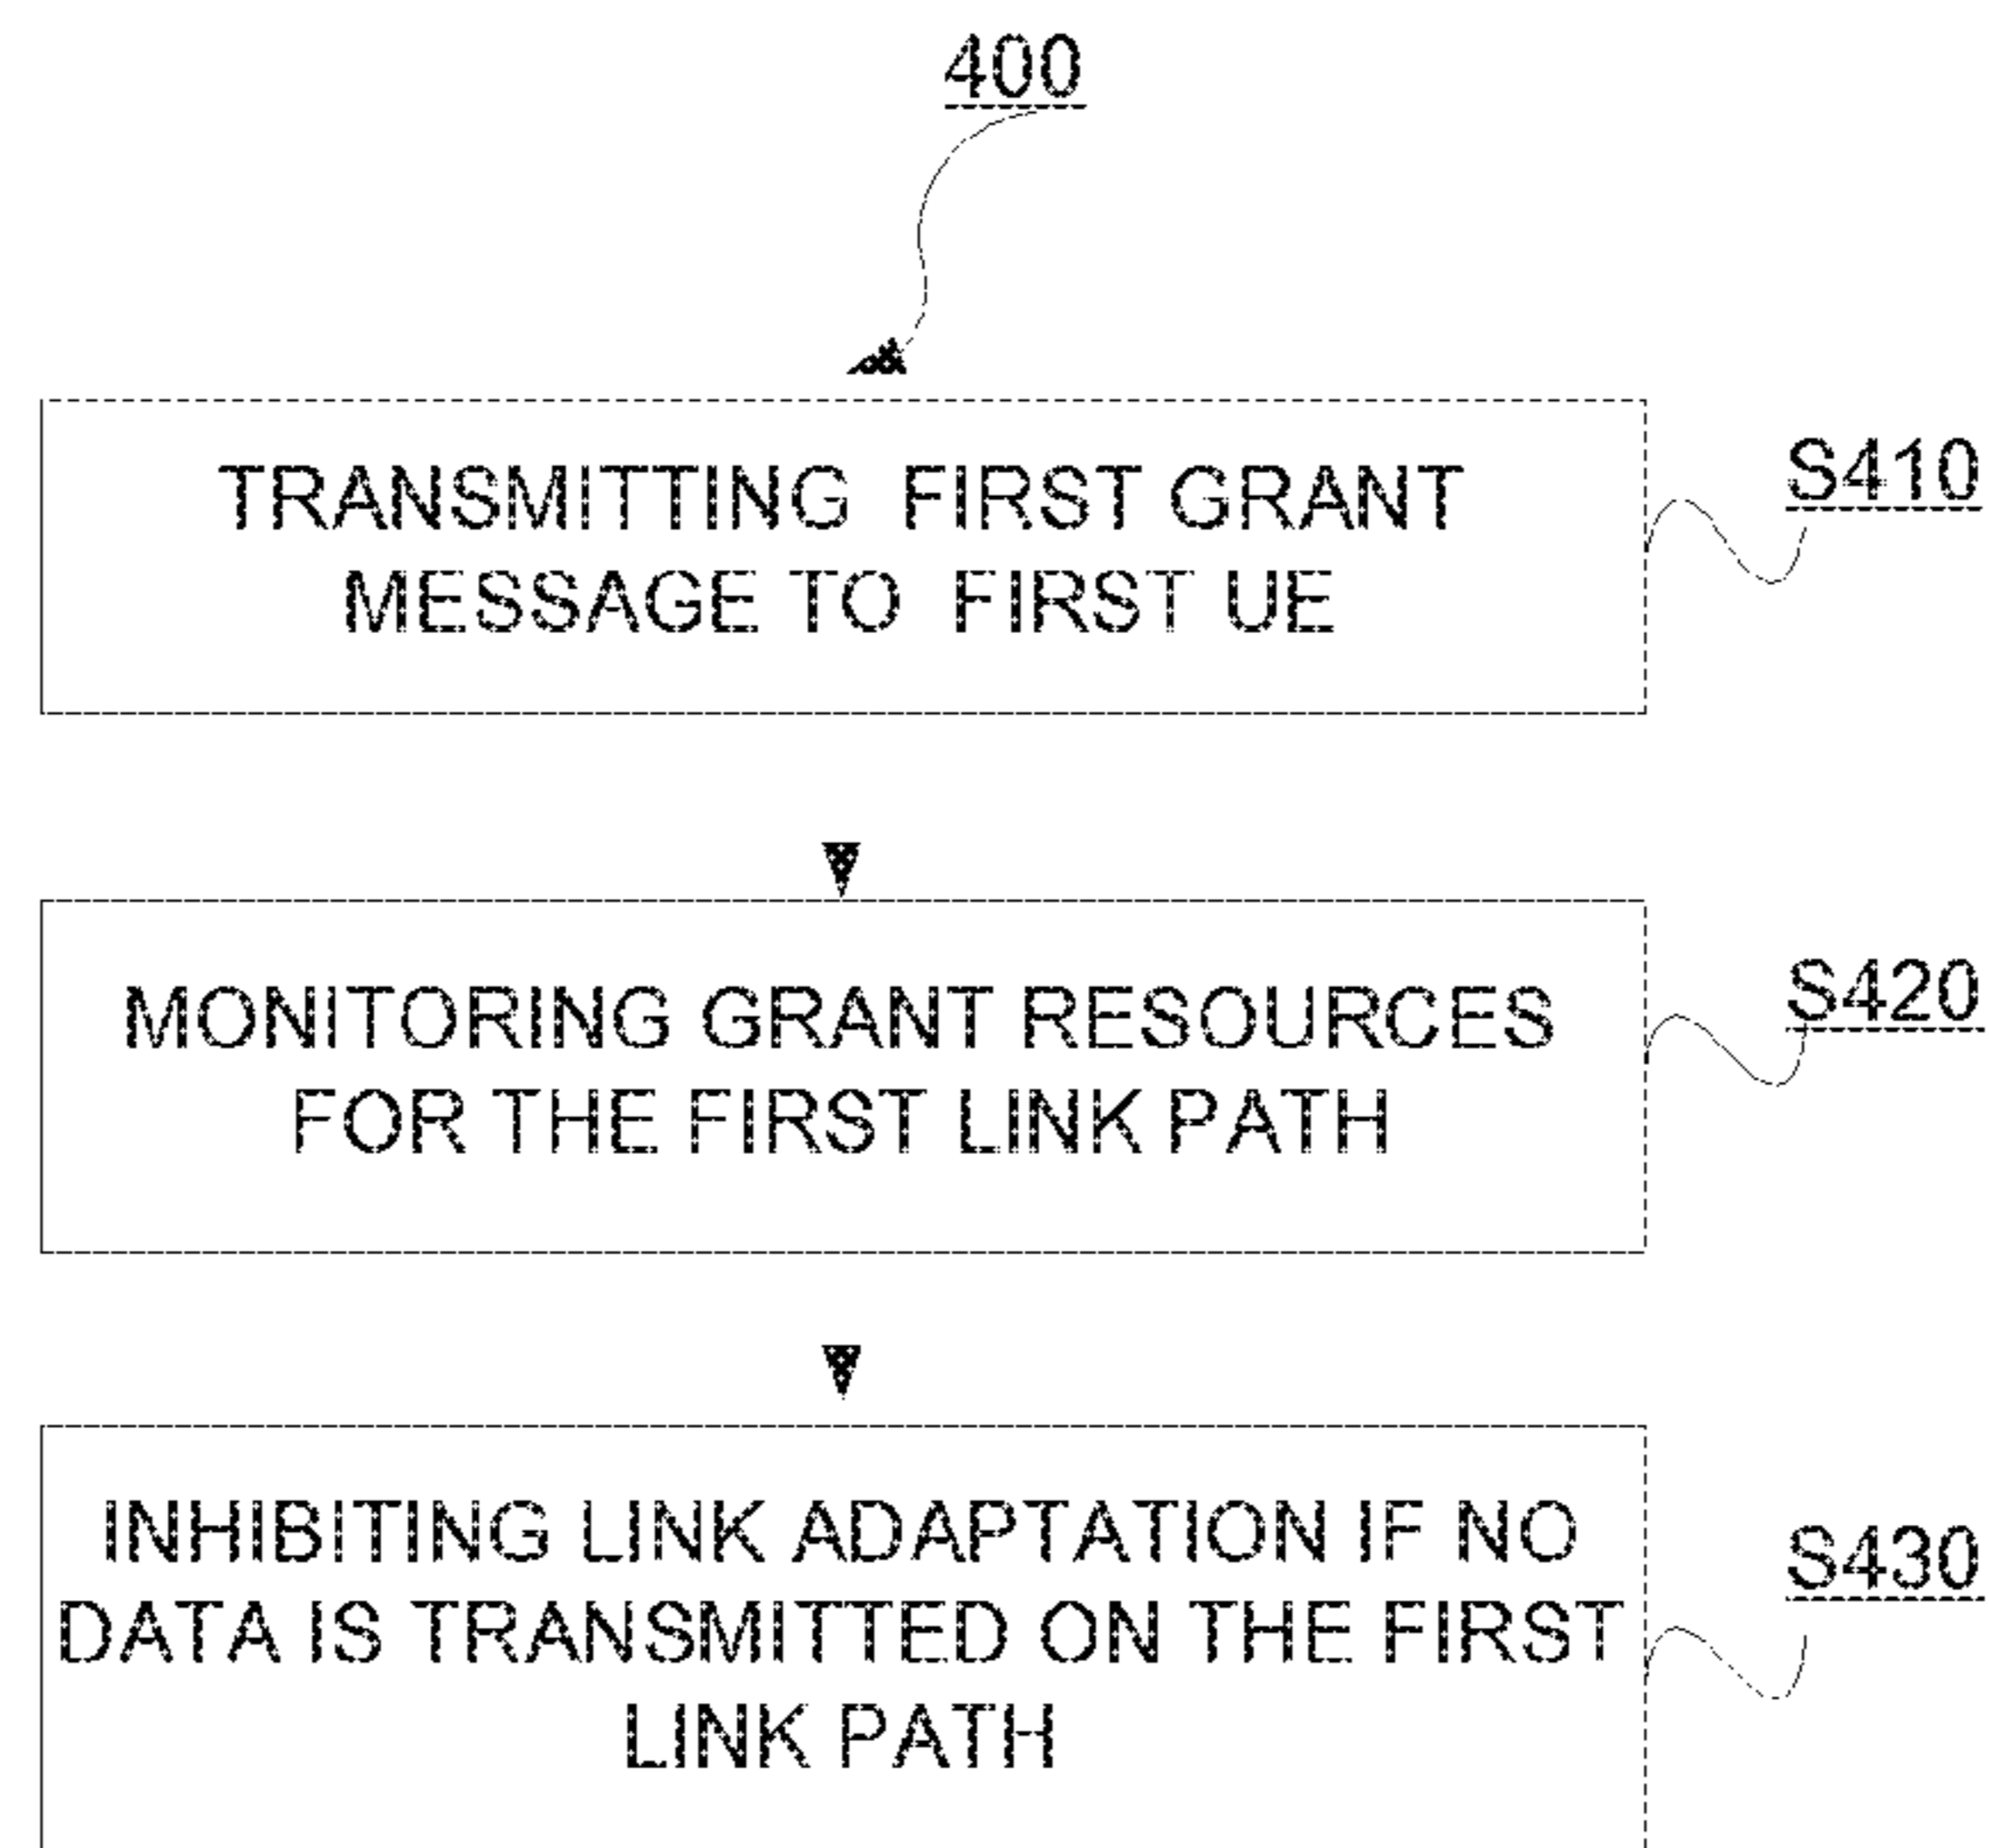 400
TRANSMITTING FIRST GRANT
MESSAGE TO FIRST UE
S410
MONITORING GRANT RESOURCES
FOR THE FIRST LINK PATH
S420
INHIBITING LINK ADAPTATION IF NO
DATA IS TRANSMITTED ON THE FIRST
LINK PATH
S430